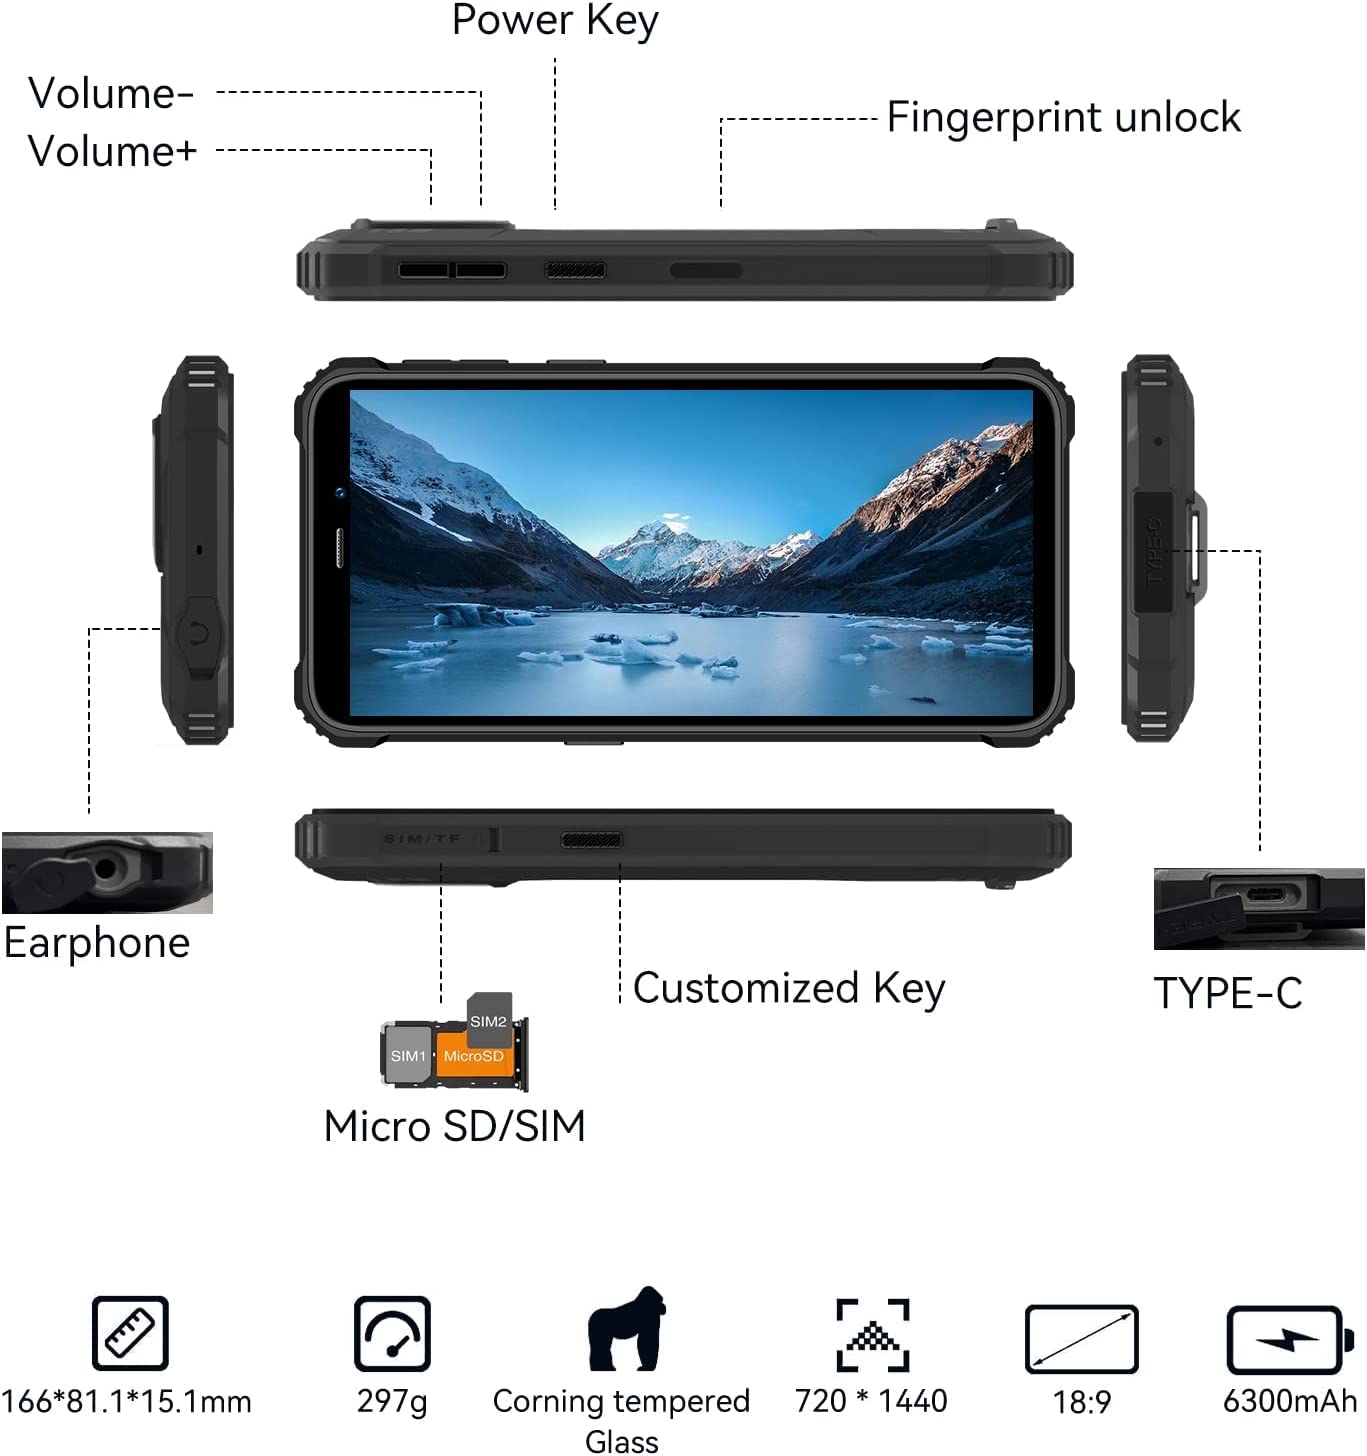 Power Key
Volume-
Fingerprint unlock
Volume+
TYPE-C
SIM/TF
Earphone
Customized Key
TYPE-C
SIM2
SIM1
MicroSD
Micro SD/SIM
166*81.1*15.1mm
297g
Corning tempered
Glass
720 * 1440
18:9
6300mAh